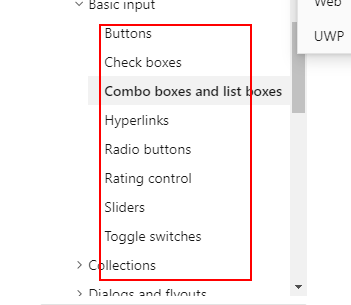 Basic input
Web
Buttons
UWP
Check boxes
Combo boxes and list boxes
Hyperlinks
Radio buttons
Rating control
Sliders
Toggle switches
Collections
Dialogs and flyouts